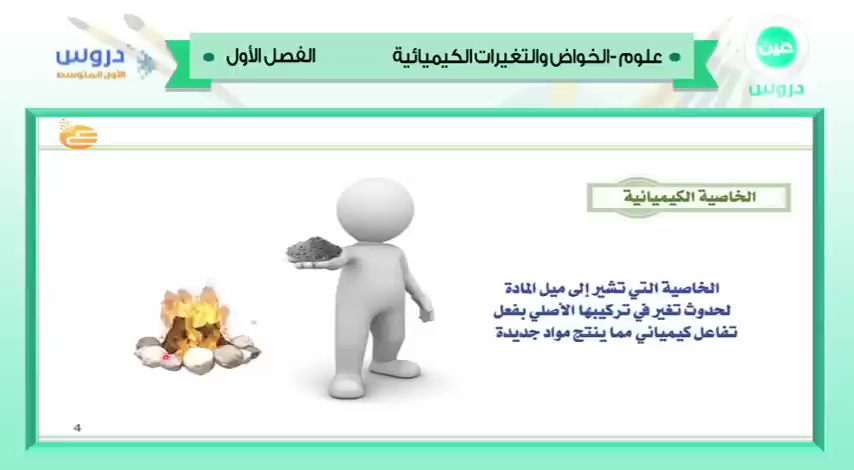 علوم -الخواض والتغيرات الكيميائية
الفصل الأول
عين
دروس
دروس
الأول المتوسط
الخاصية الكيميائية
الخاصية التي تشير إلى ميل المادة
لحدوث تغير في تركيبها الأصلي بفعل
تفاعل كيميائي مما ينتج مواد جديدة
4